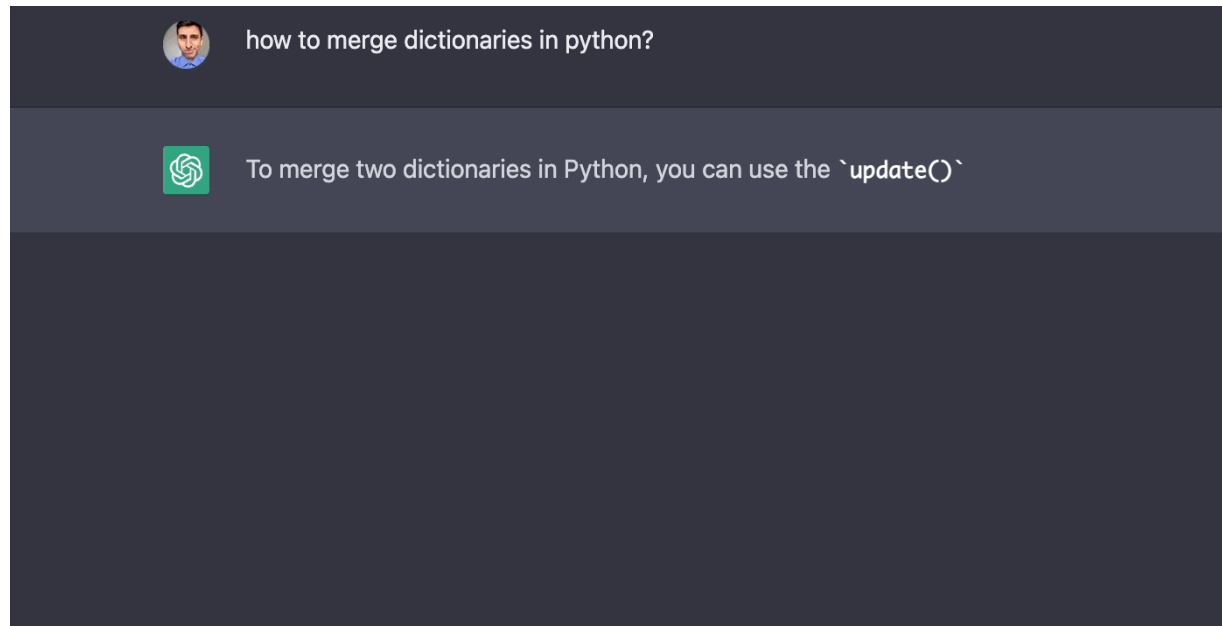 how to merge dictionaries in python?
To merge two dictionaries in Python, you can use the `update()`